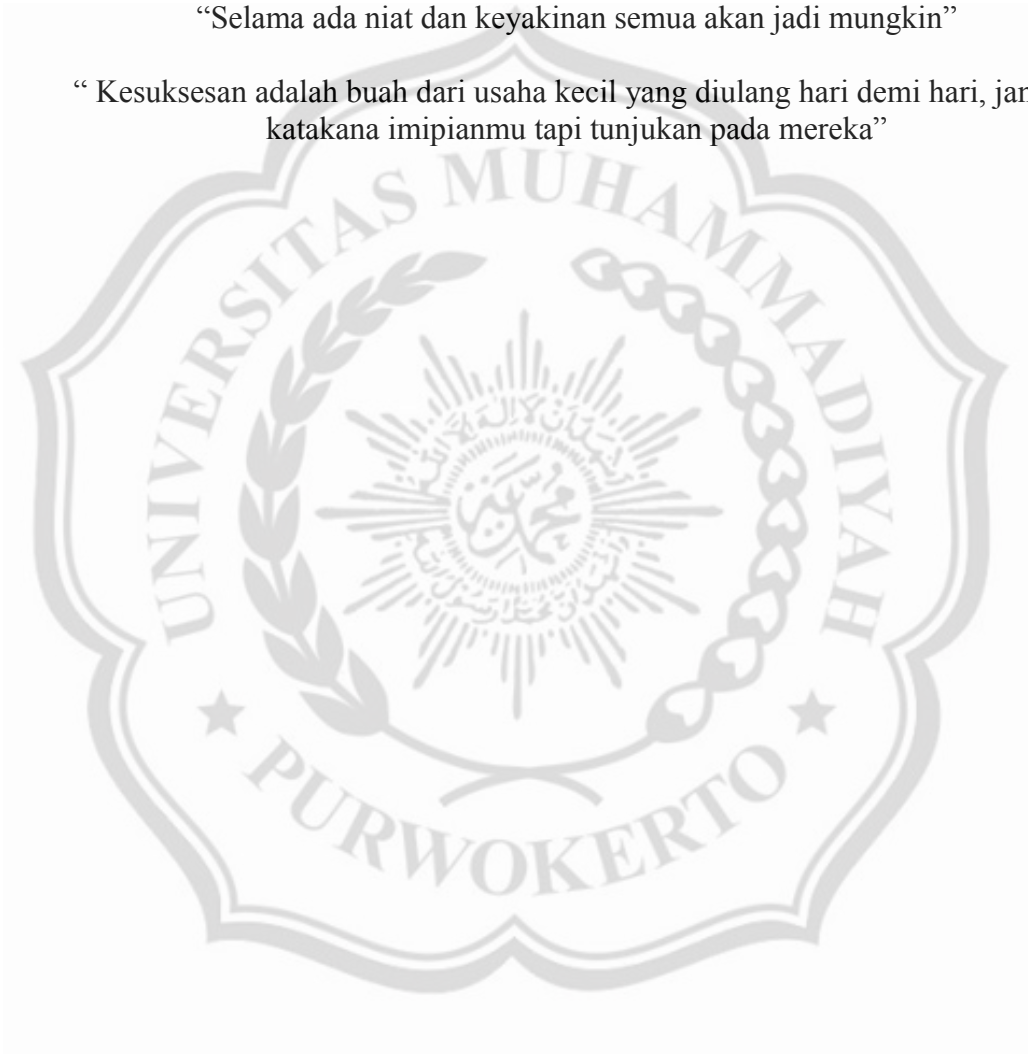 “Selama ada niat dan keyakinan semua akan jadi mungkin”
“ Kesuksesan adalah buah dari usaha kecil yang diulang hari demi hari,
katakana imipianmu tapi tunjukan pada mereka”
UNIVERSITAS MUHAMMADIYAH
PURWOKERTO